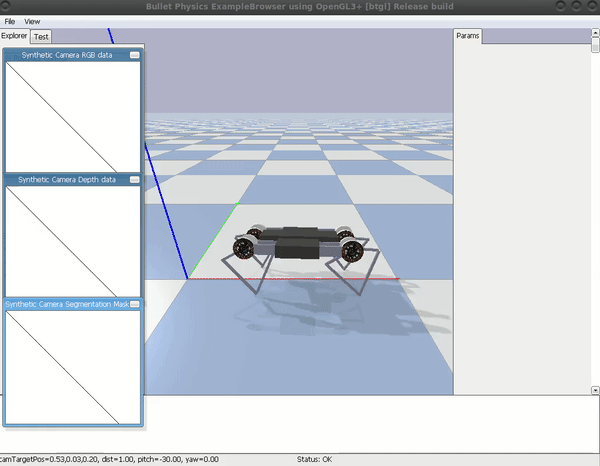 Bullet Physics ExampleBrowser using OpenGL3+ [btgl] Release build
File View
Explorer Test Params
Synthetic Camera RGB data
Synthetic Camera Depth data
Synthetic Camera Segmentation Mask
camTargetPos=0.53,0.03,0.20, dist=1.00, pitch=-30.00, yaw=0.00 Status: OK